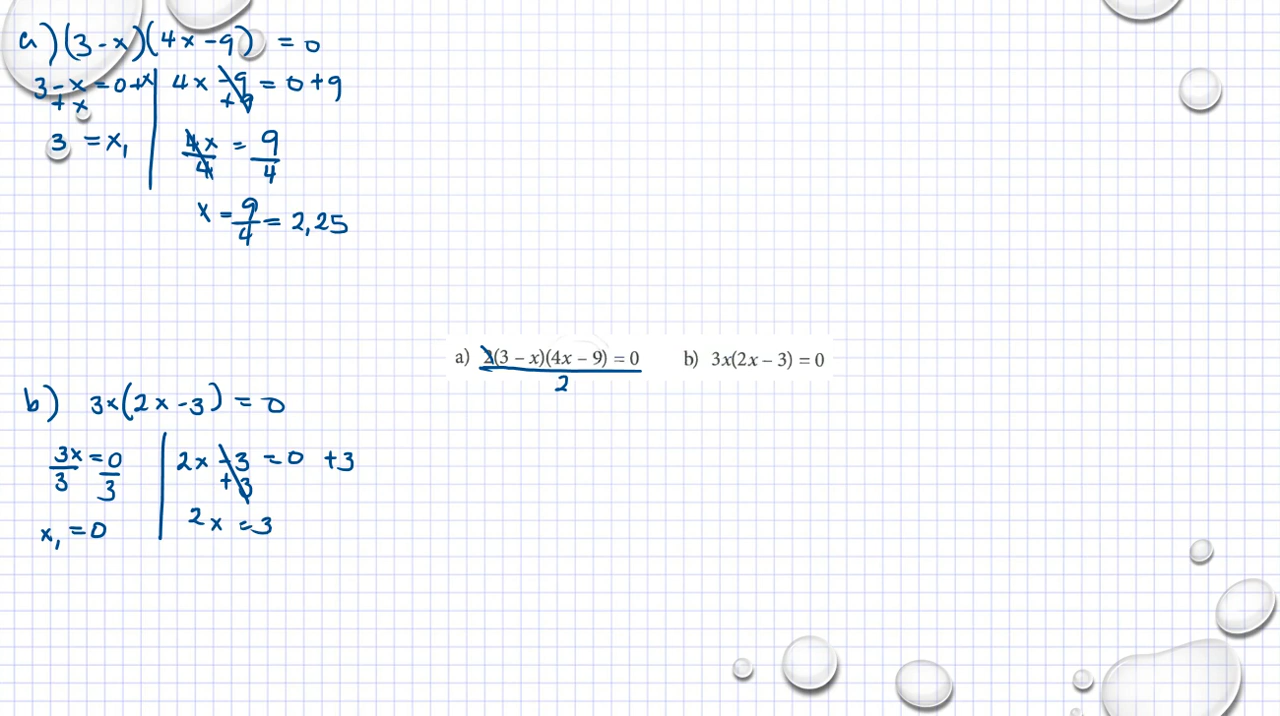 a) (3-x)(4x-9) = 0
3-x=0+x | 4x -9 = 0+9
+x +9
3 = x₁ 4x/4 = 9/4
x = 9/4 = 2,25
a) 2(3 – x)(4x – 9) = 0 b) 3x(2x – 3) = 0
2
b) 3x(2x-3) = 0
3x/3 = 0/3 | 2x -3 = 0 +3
+3
x₁ = 0 2x = 3